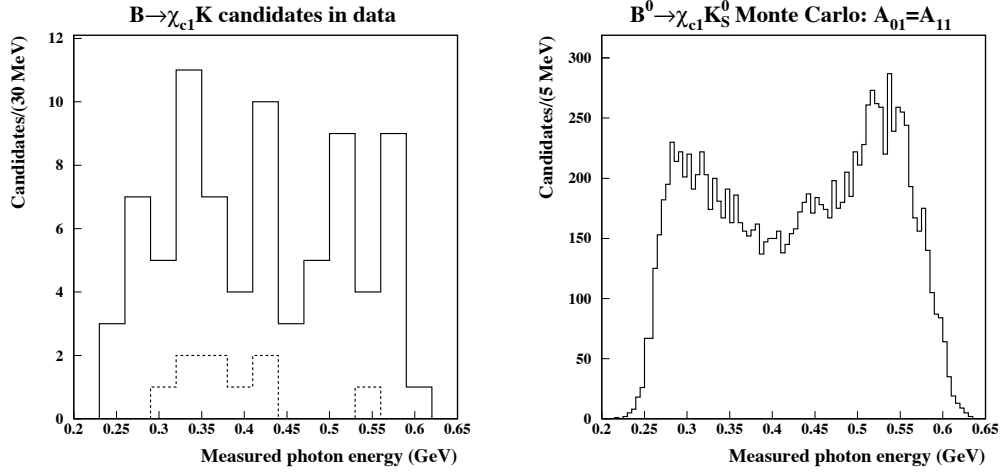 B→χc1K candidates in data
Candidates/(30 MeV)
12
10
8
6
4
2
0
0.2 0.25 0.3 0.35 0.4 0.45 0.5 0.55 0.6 0.65
Measured photon energy (GeV)
B0→χc1K0S Monte Carlo: A01=A11
Candidates/(5 MeV)
300
250
200
150
100
50
0
0.2 0.25 0.3 0.35 0.4 0.45 0.5 0.55 0.6 0.65
Measured photon energy (GeV)